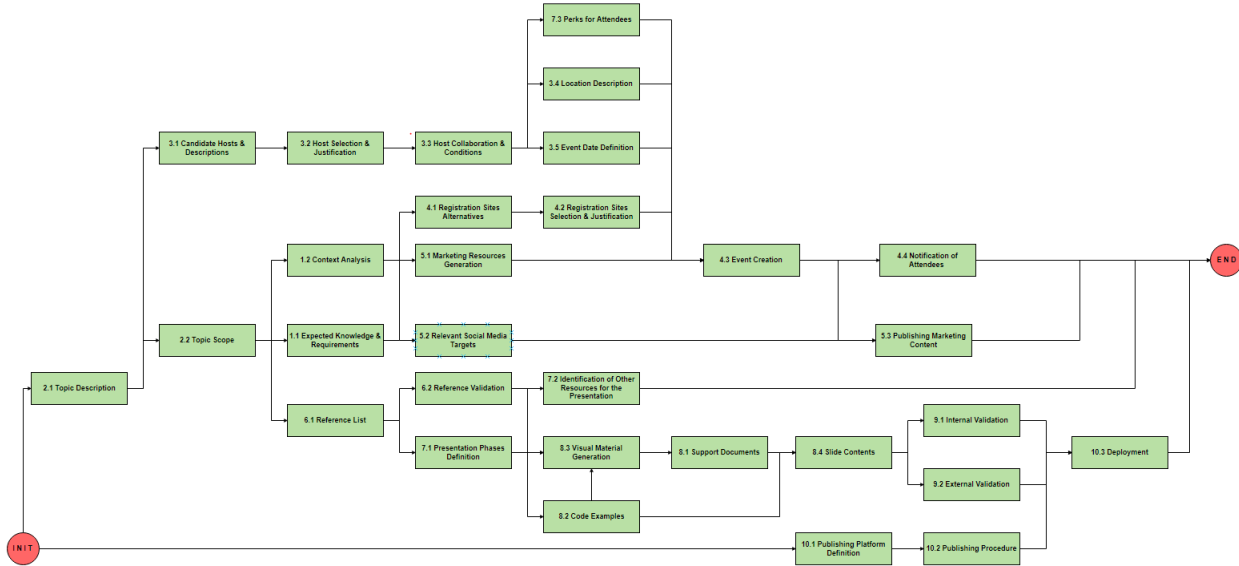 7.3 Perks for Attendees
3.4 Location Description
3.1 Candidate Hosts &
Descriptions
3.2 Host Selection &
Justification
3.3 Host Collaboration &
Conditions
3.5 Event Date Definition
4.1 Registration Sites
Alternatives
4.2 Registration Sites
Selection & Justification
1.2 Context Analysis
5.1 Marketing Resources
Generation
4.3 Event Creation
4.4 Notification of
Attendees
E N D
2.2 Topic Scope
1.1 Expected Knowledge &
Requirements
5.2 Relevant Social Media
Targets
5.3 Publishing Marketing
Content
2.1 Topic Description
6.2 Reference Validation
7.2 Identification of Other
Resources for the
Presentation
6.1 Reference List
9.1 Internal Validation
7.1 Presentation Phases
Definition
8.3 Visual Material
Generation
8.1 Support Documents
8.4 Slide Contents
10.3 Deployment
9.2 External Validation
8.2 Code Examples
I N I T
10.1 Publishing Platform
Definition
10.2 Publishing Procedure